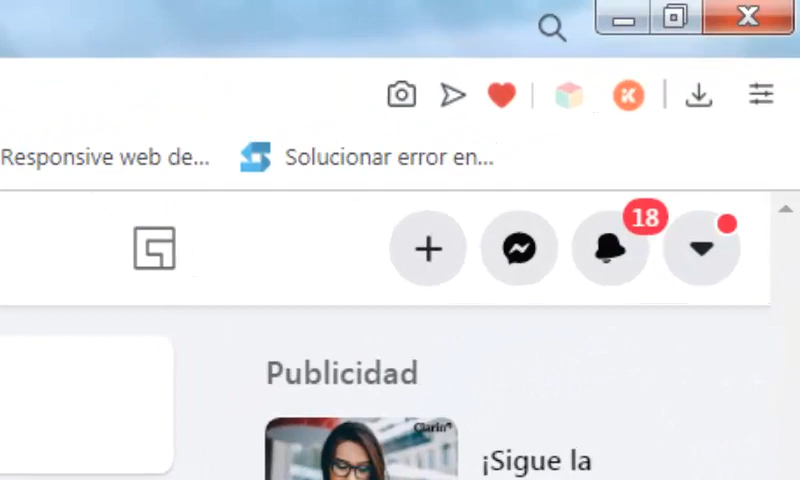 Responsive web de...
Solucionar error en...
18
Publicidad
Clarín
¡Sigue la